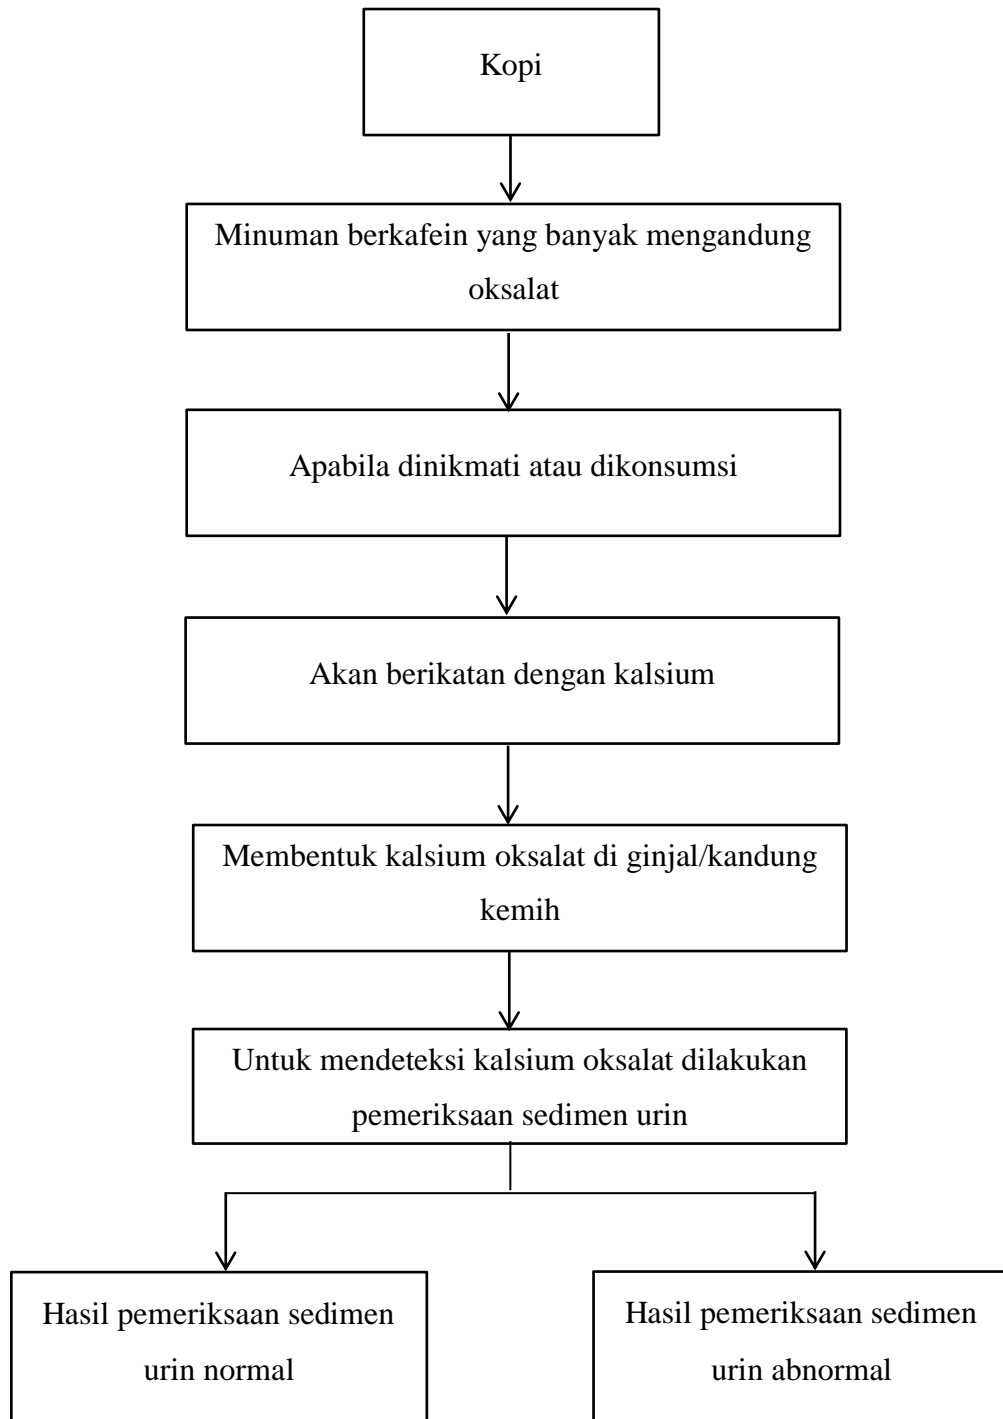 Kopi
Minuman berkafein yang banyak mengandung
oksalat
Apabila dinikmati atau dikonsumsi
Akan berikatan dengan kalsium
Membentuk kalsium oksalat di ginjal/kandung
kemih
Untuk mendeteksi kalsium oksalat dilakukan
pemeriksaan sedimen urin
Hasil pemeriksaan sedimen
urin normal
Hasil pemeriksaan sedimen
urin abnormal